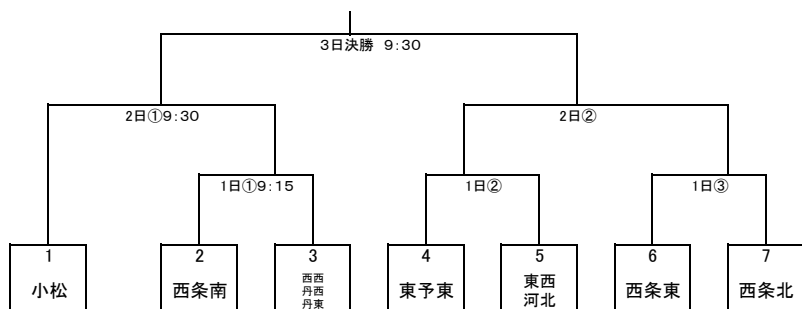 3日決勝 9:30
2日①9:30
2日②
1日①9:15
1日②
1日③
1
2
3
4
5
6
7
小松
西条南
西西
丹西
丹東
東予東
東西
河北
西条東
西条北